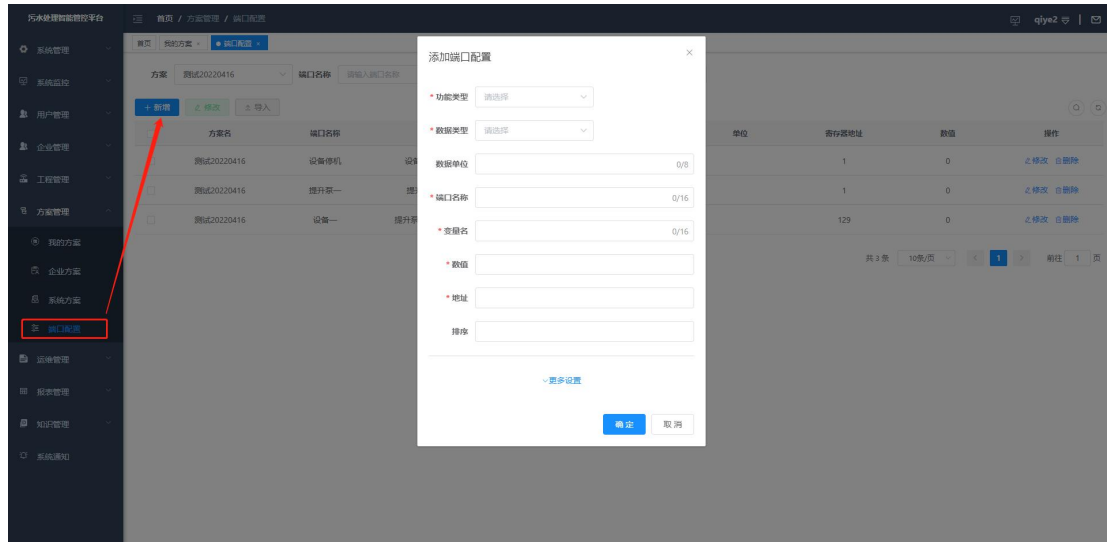 污水处理智能管控平台
首页 / 方案管理 / 端口配置
qiye2
系统管理
系统监控
用户管理
企业管理
工程管理
方案管理
我的方案
企业方案
系统方案
端口配置
运维管理
报表管理
知识管理
系统通知
首页 我的方案 × 端口配置 ×
方案 测试20220416 端口名称 请输入端口名称
+ 新增 修改 导入
方案名 端口名称 单位 寄存器地址 数值 操作
测试20220416 设备停机 设备 1 0 修改 删除
测试20220416 提升泵一 提 1 0 修改 删除
测试20220416 设备一 提升泵 129 0 修改 删除
共 3 条 10条/页 1 前往 1 页
添加端口配置 ×
* 功能类型 请选择
* 数据类型 请选择
数据单位 0/8
* 端口名称 0/16
* 变量名 0/16
* 数值
* 地址
排序
更多设置
确 定 取 消